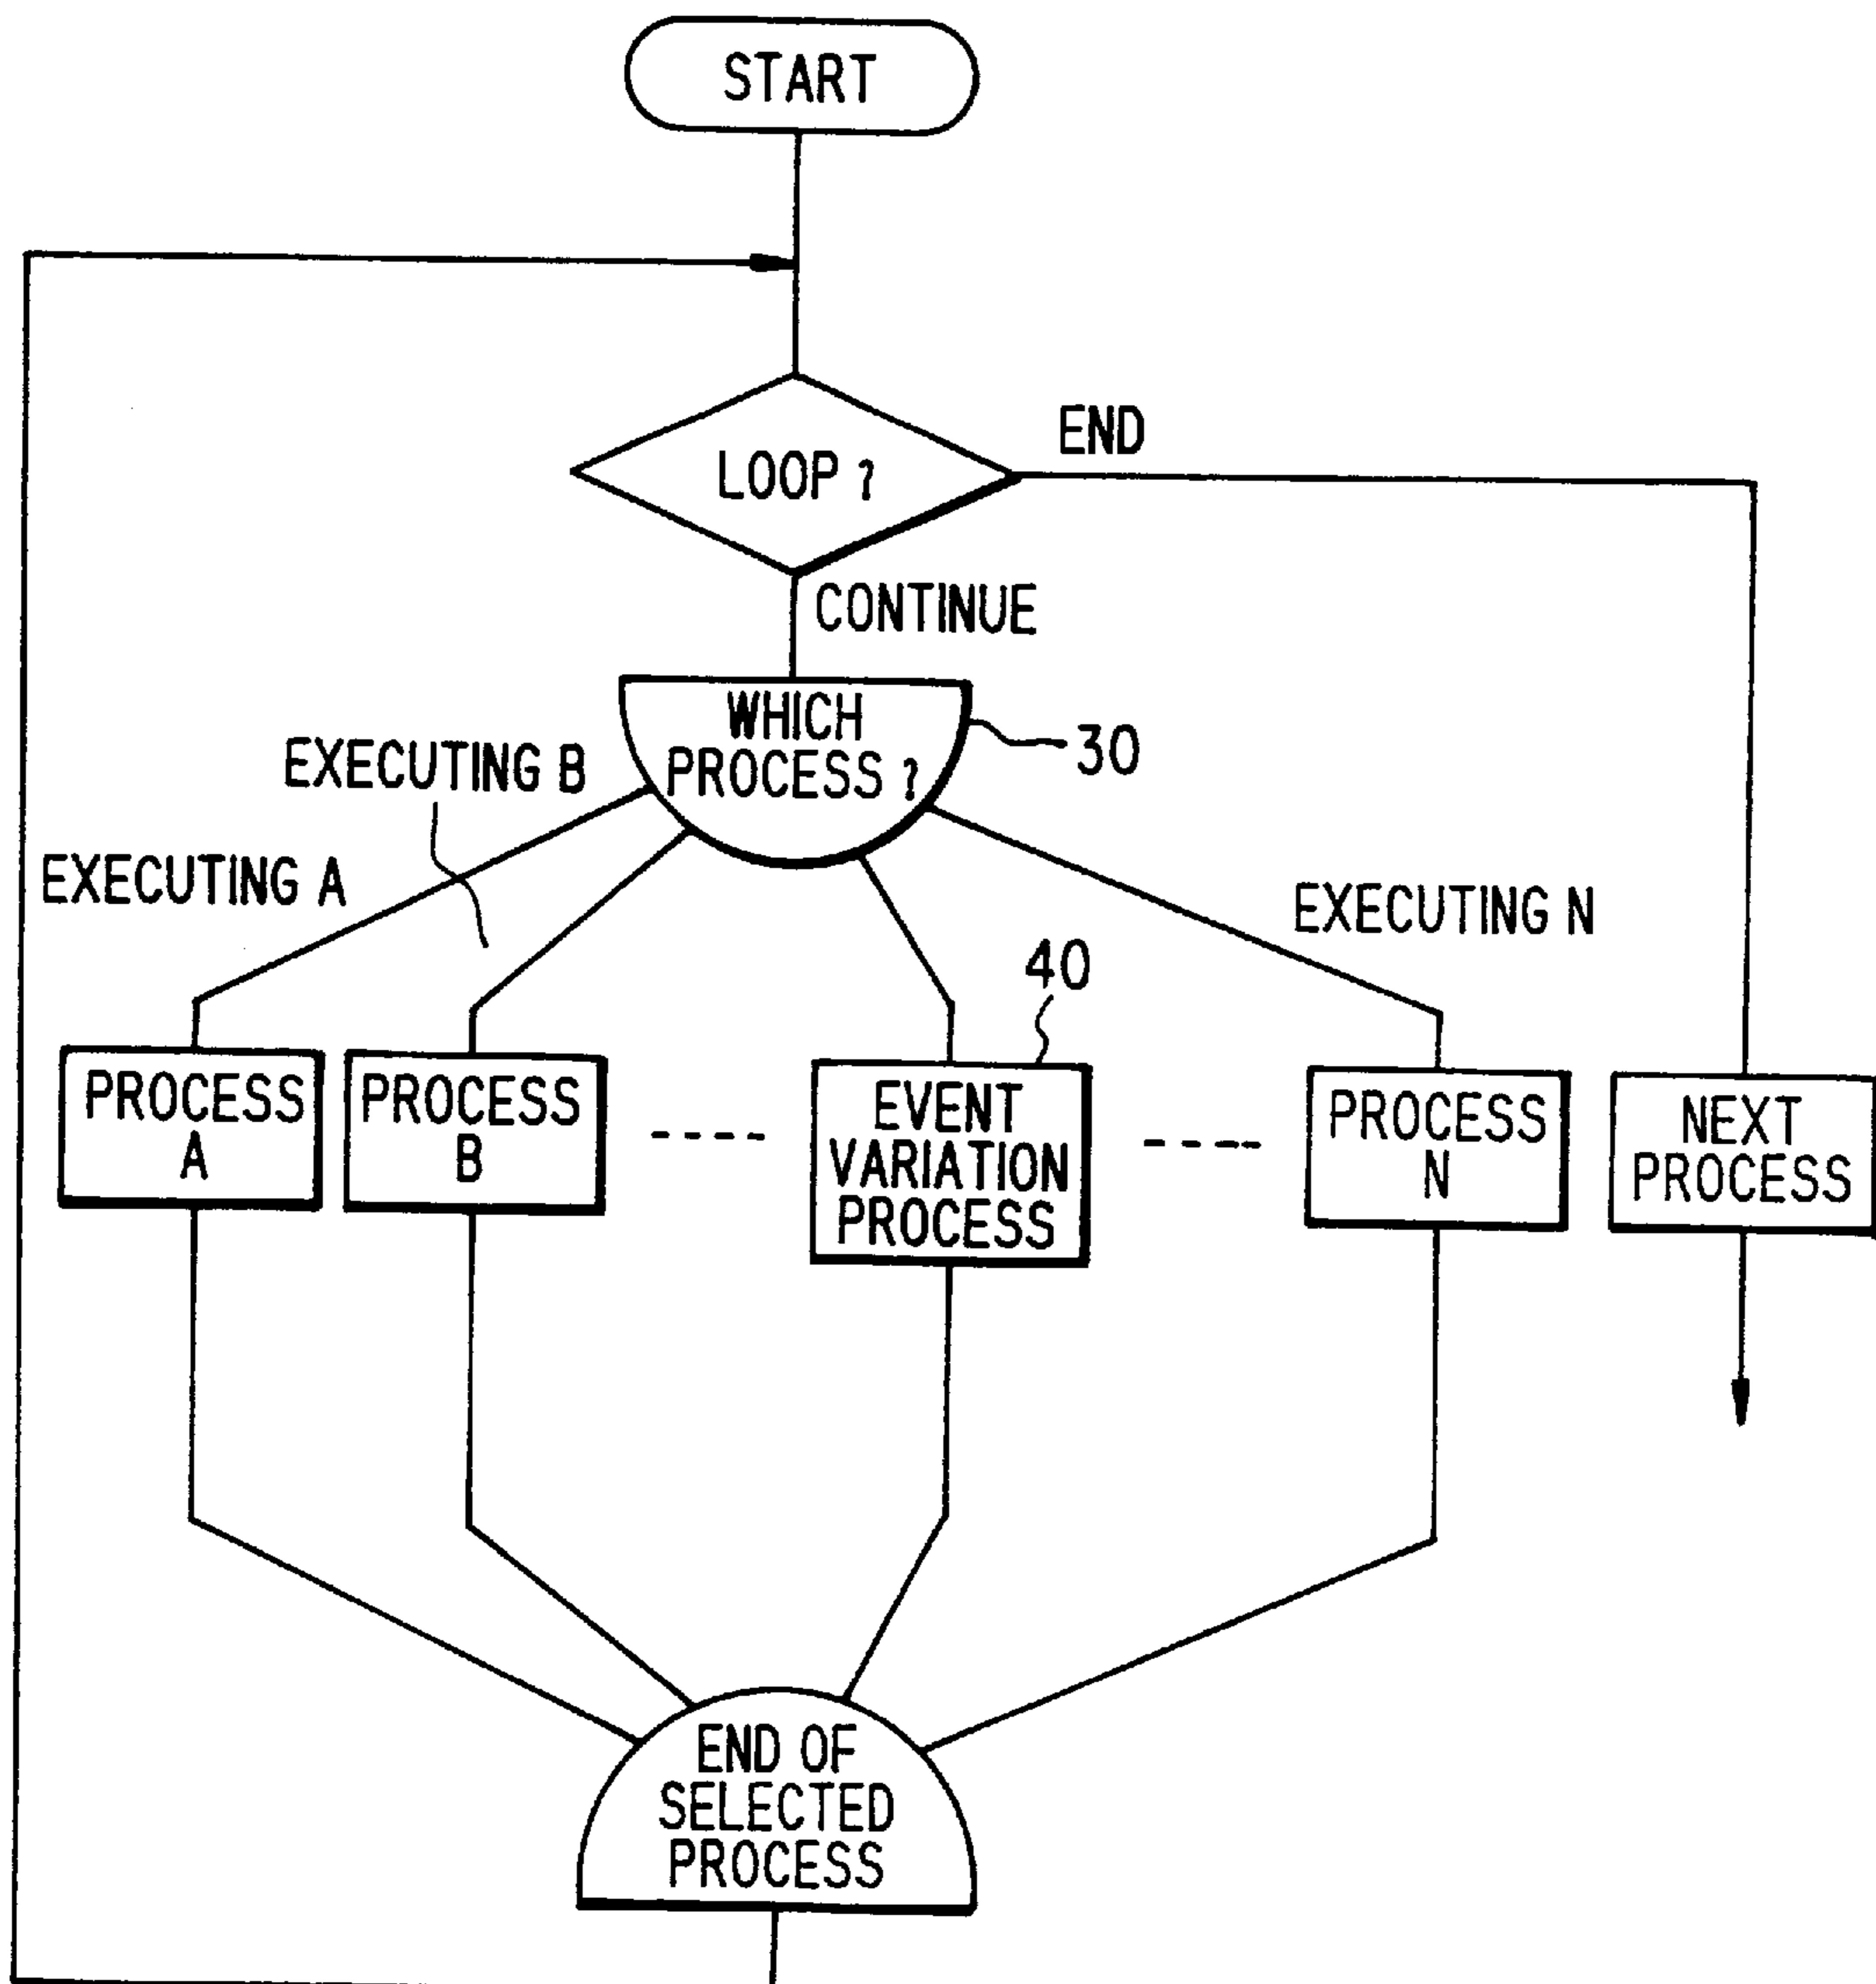 START
LOOP ?
END
CONTINUE
WHICH
PROCESS ?
30
EXECUTING B
EXECUTING A
EXECUTING N
40
PROCESS
A
PROCESS
B
EVENT
VARIATION
PROCESS
PROCESS
N
NEXT
PROCESS
END OF
SELECTED
PROCESS